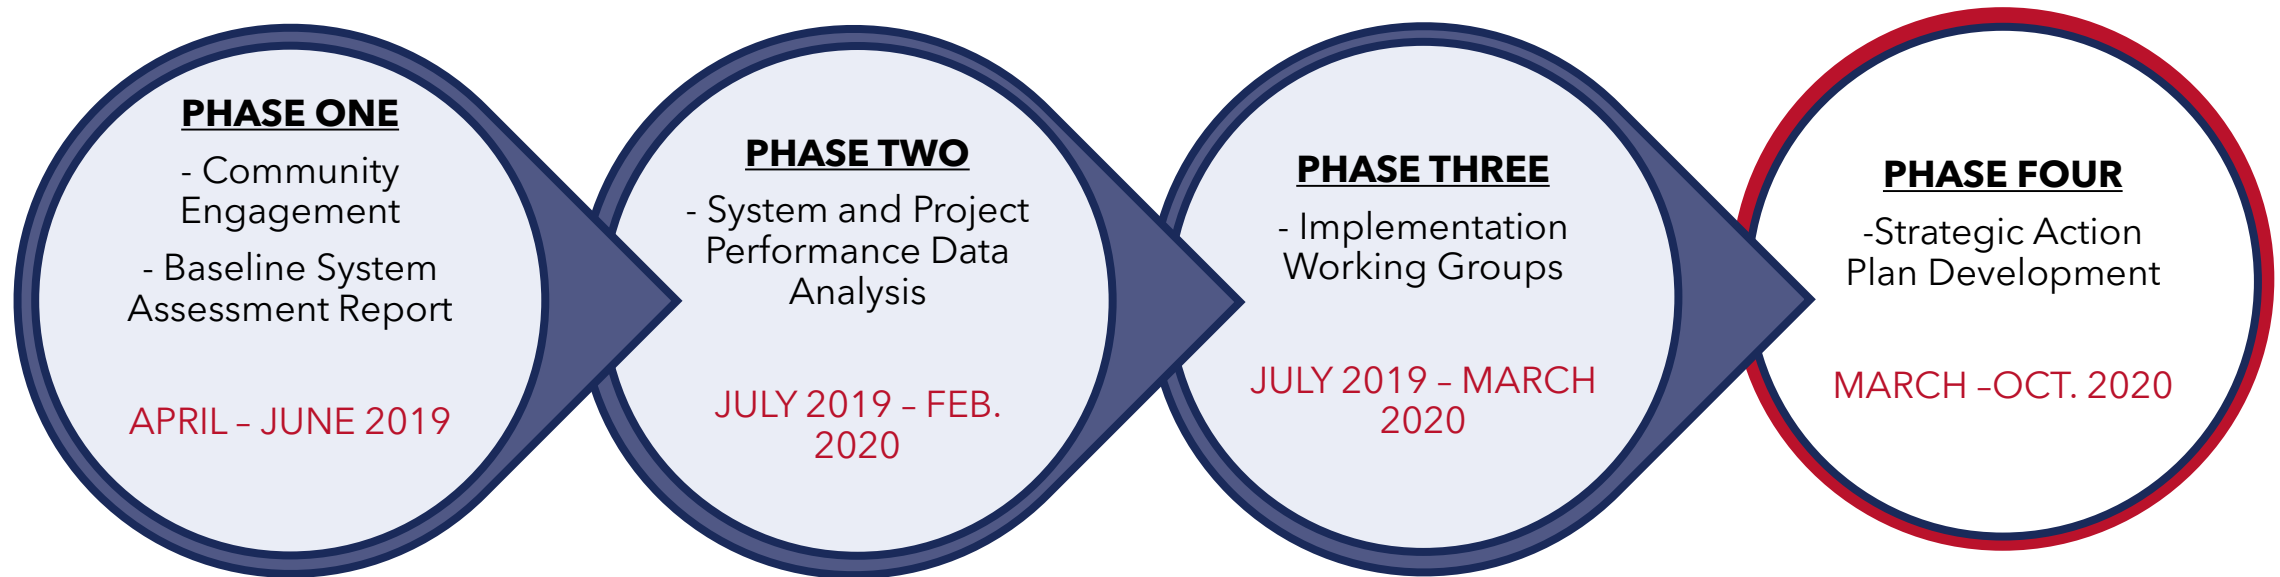 PHASE ONE
- Community
Engagement
- Baseline System
Assessment Report
APRIL – JUNE 2019
PHASE TWO
- System and Project
Performance Data
Analysis
JULY 2019 – FEB.
2020
PHASE THREE
- Implementation
Working Groups
JULY 2019 – MARCH
2020
PHASE FOUR
-Strategic Action
Plan Development
MARCH –OCT. 2020